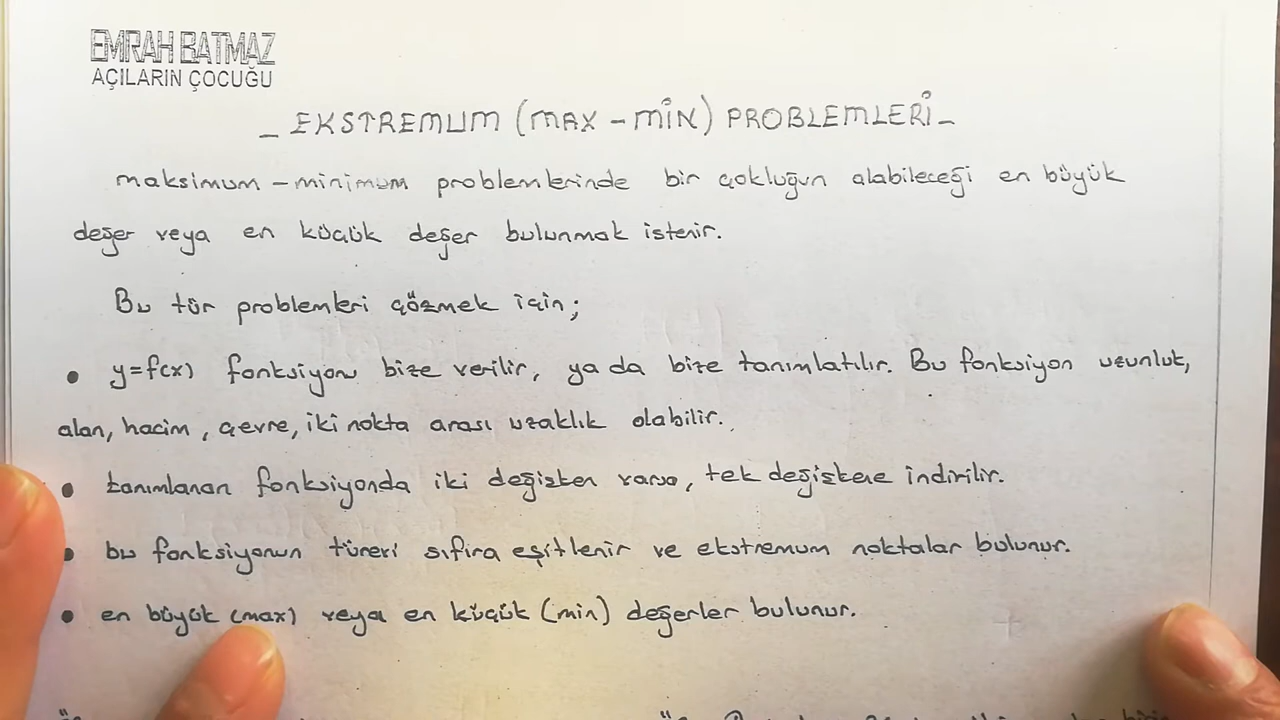 EMRAH BATMAZ
AÇILARIN ÇOCUĞU
_ EKSTREMUM (MAX - MİN) PROBLEMLERİ _
maksimum - minimum problemlerinde bir çokluğun alabileceği en büyük
değer veya en küçük değer bulunmak istenir.
Bu tür problemleri çözmek için;
• y=f(x) fonksiyonu bize verilir, ya da bize tanımlatılır. Bu fonksiyon uzunluk,
alan, hacim, çevre, iki nokta arası uzaklık olabilir.
• tanımlanan fonksiyonda iki değişken varsa, tek değişkene indirilir.
• bu fonksiyonun türevi sıfıra eşitlenir ve ekstremum noktalar bulunur.
• en büyük (max) veya en küçük (min) değerler bulunur.